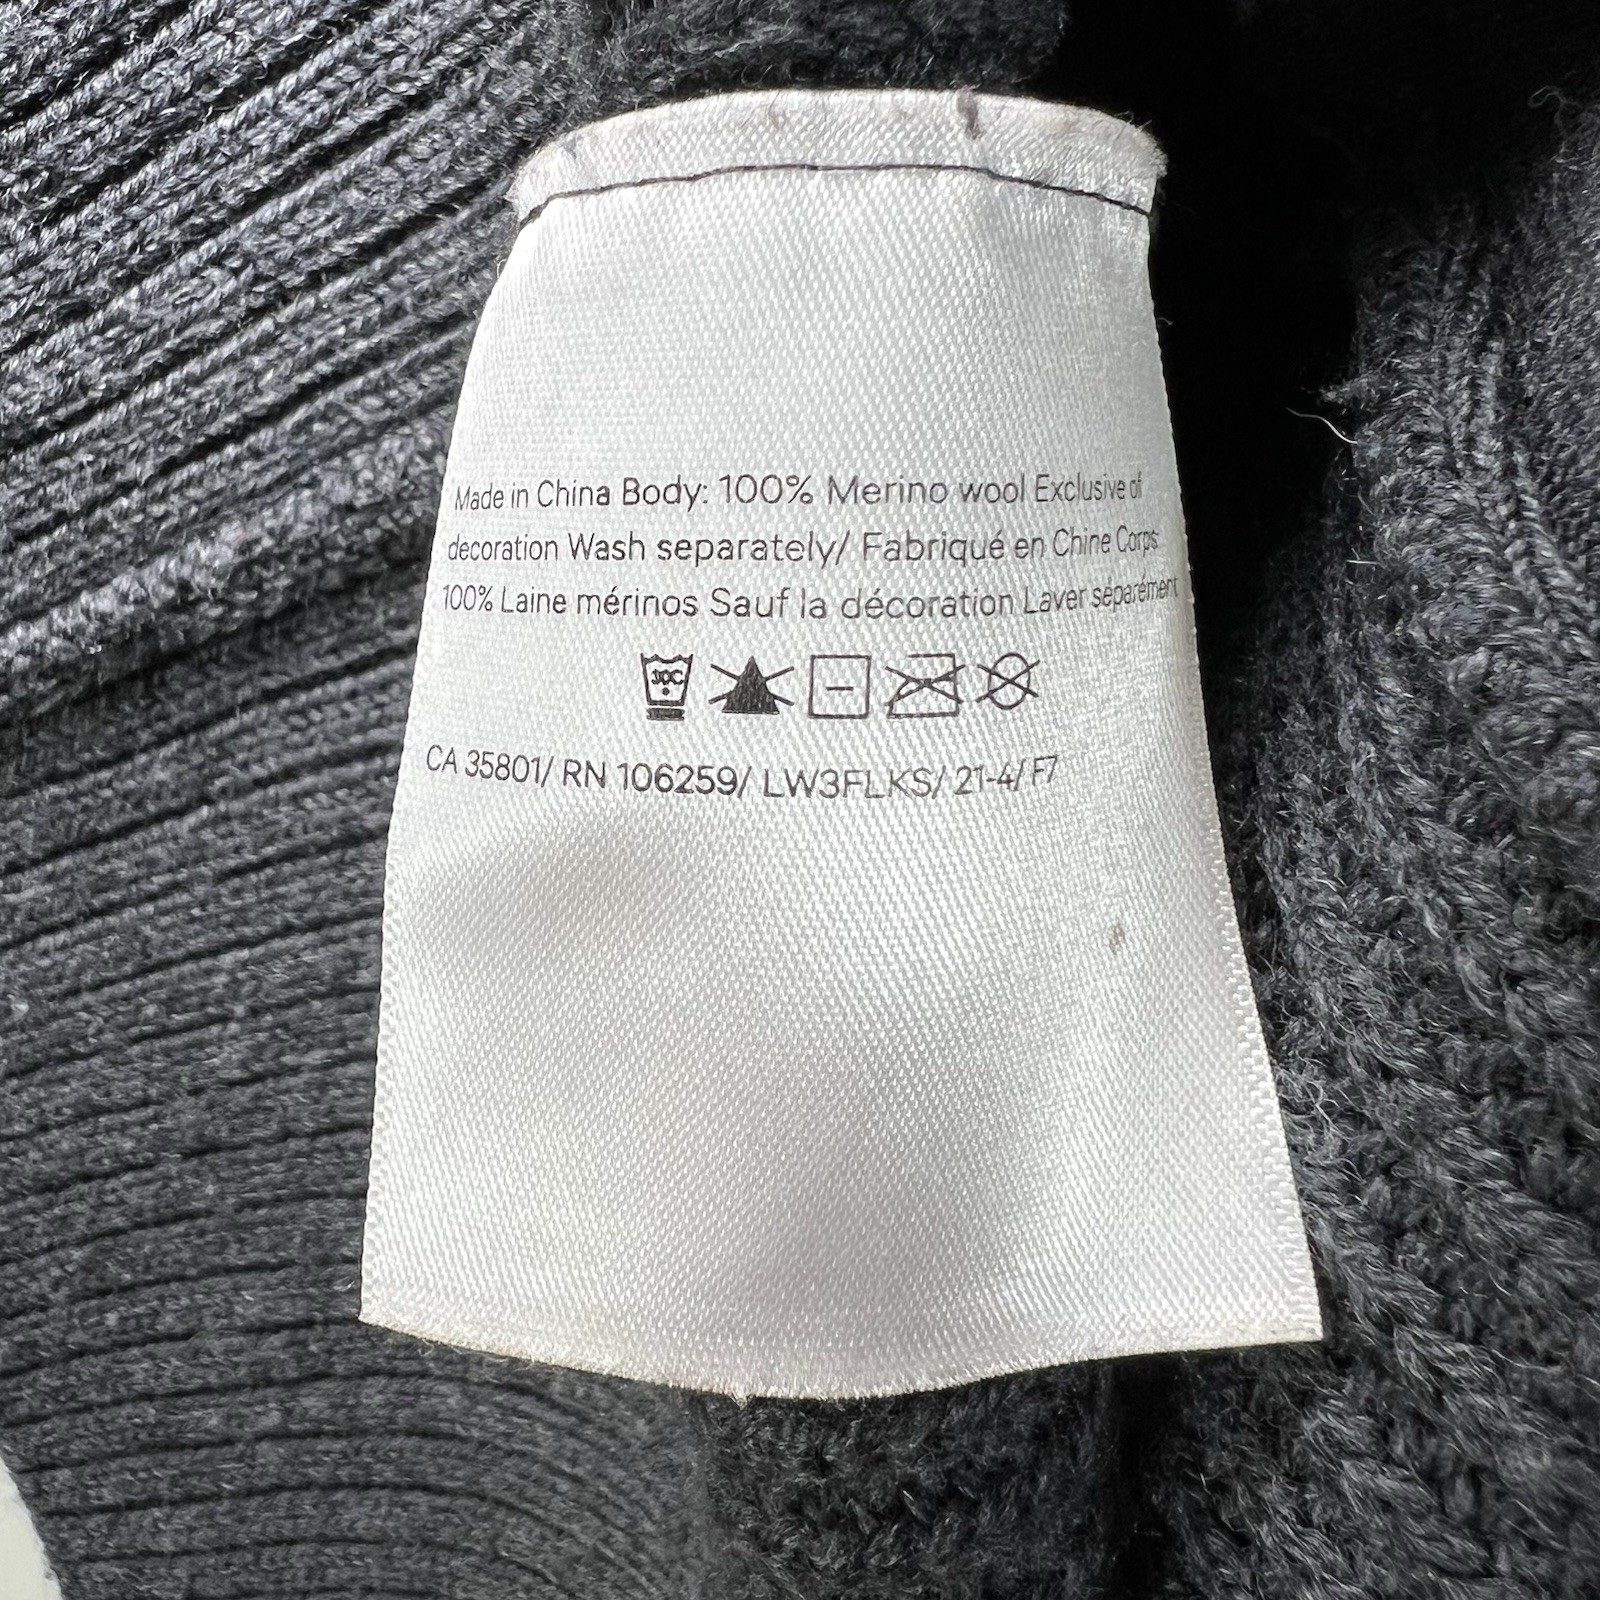 Made in China Body: 100% Merino wool Exclusive of
decoration Wash separately/ Fabriqué en Chine Corps:
100% Laine mérinos Sauf la décoration Laver séparément
30C
CA 35801/ RN 106259/ LW3FLKS/ 21-4/ F7